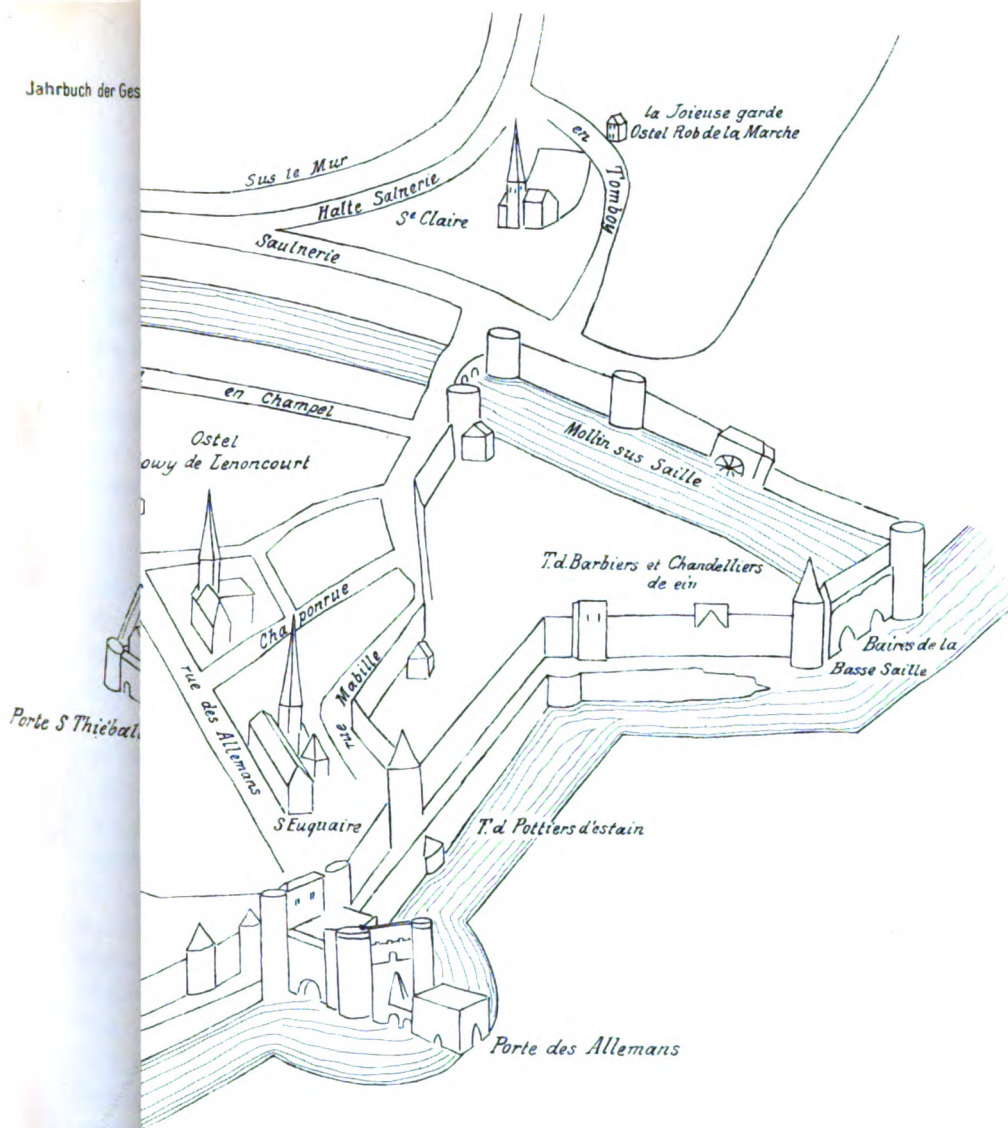 Jahrbuch der Ges
la Joieuse garde
Ostel Rob de la Marche
en Tomboy
Sus le Mur
Halte Salnerie
Sᵉ Claire
Saulnerie
en Champel
Mollin sus Saille
Ostel
owy de Lenoncourt
T.d. Barbiers et Chandelliers
de ein
Chaponrue
Baires de la
Basse Saille
rue Mabille
rue des Allemans
Porte S Thiébal
S Euquaire
T.d Pottiers d'estain
Porte des Allemans